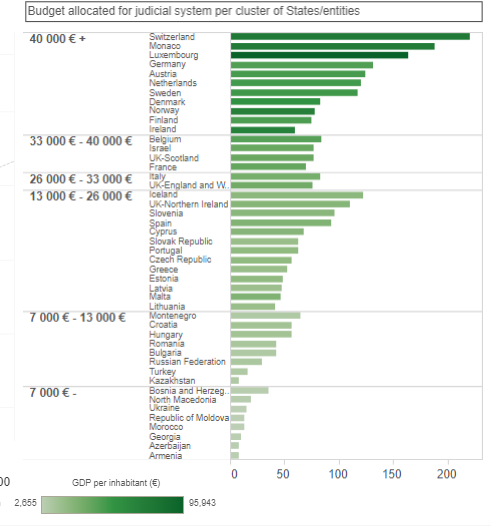 Budget allocated for judicial system per cluster of States/entities
40 000 € +
Switzerland
Monaco
Luxembourg
Germany
Austria
Netherlands
Sweden
Denmark
Norway
Finland
Ireland
33 000 € - 40 000 €
Belgium
Israel
UK-Scotland
France
26 000 € - 33 000 €
Italy
UK-England and W..
13 000 € - 26 000 €
Iceland
UK-Northern Ireland
Slovenia
Spain
Cyprus
Slovak Republic
Portugal
Czech Republic
Greece
Estonia
Latvia
Malta
Lithuania
7 000 € - 13 000 €
Montenegro
Croatia
Hungary
Romania
Bulgaria
Russian Federation
Turkey
Kazakhstan
7 000 € -
Bosnia and Herzeg..
North Macedonia
Ukraine
Republic of Moldova
Morocco
Georgia
Azerbaijan
Armenia
0 50 100 150 200
00 GDP per inhabitant (€)
2,655 95,943